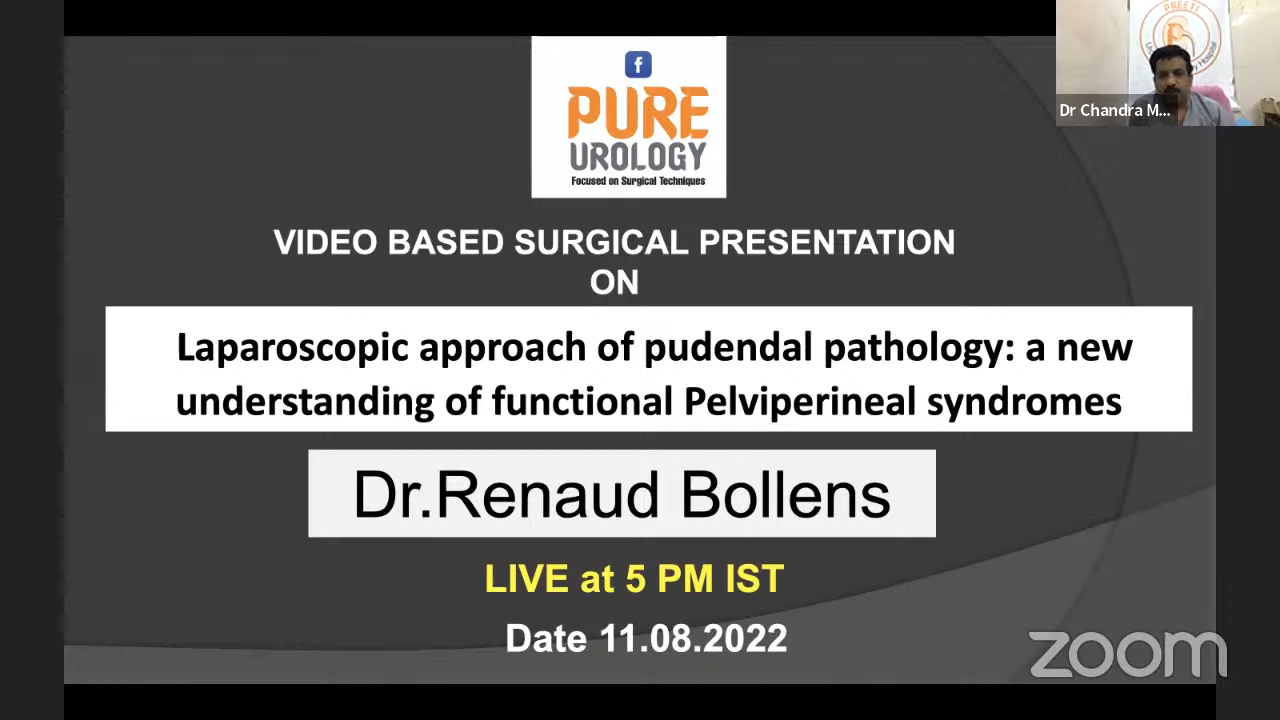 f
PURE
UROLOGY
Focused on Surgical Techniques
PREETI
Dr Chandra M...
VIDEO BASED SURGICAL PRESENTATION
ON
Laparoscopic approach of pudendal pathology: a new
understanding of functional Pelviperineal syndromes
Dr.Renaud Bollens
LIVE at 5 PM IST
Date 11.08.2022
zoom